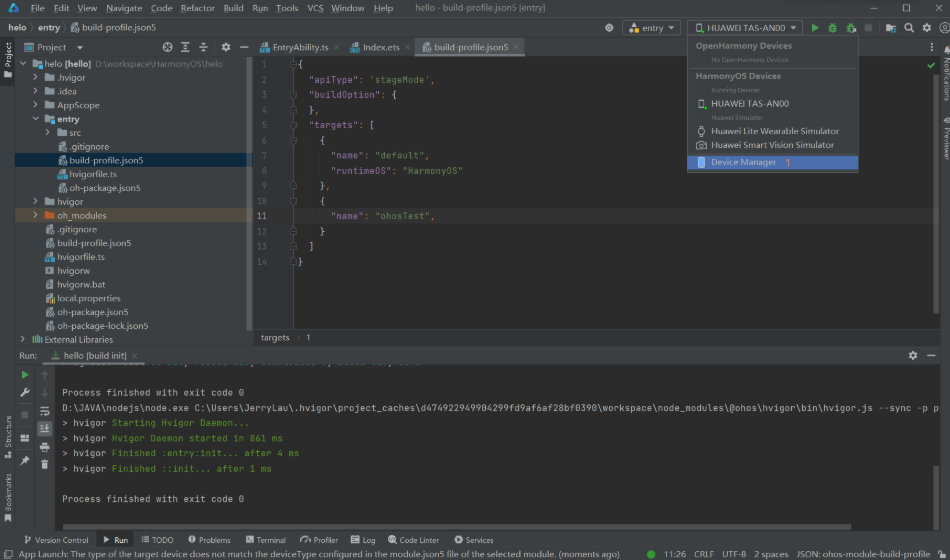 File Edit View Navigate Code Refactor Build Run Tools VCS Window Help hello - build-profile.json5 [entry]
helo entry build-profile.json5 entry HUAWEI TAS-AN00
Project EntryAbility.ts Index.ets build-profile.json5
helo [hello] D:\workspace\HarmonyOS\helo
.hvigor
.idea
AppScope
entry
src
.gitignore
build-profile.json5
hvigorfile.ts
oh-package.json5
hvigor
oh_modules
.gitignore
build-profile.json5
hvigorfile.ts
hvigorw
hvigorw.bat
local.properties
oh-package.json5
oh-package-lock.json5
External Libraries
Project
Structure
Bookmarks
1 {
2 "apiType": 'stageMode',
3 "buildOption": {
4 },
5 "targets": [
6 {
7 "name": "default",
8 "runtimeOS": "HarmonyOS"
9 },
10 {
11 "name": "ohosTest",
12 }
13 ]
14 }
targets 1
OpenHarmony Devices
No OpenHarmony Devices
HarmonyOS Devices
Running Devices
HUAWEI TAS-AN00
Huawei Simulator
Huawei Lite Wearable Simulator
Huawei Smart Vision Simulator
Device Manager 1
Notifications
Previewer
Run: hello [build init]
Process finished with exit code 0
D:\JAVA\nodejs\node.exe C:\Users\JerryLau\.hvigor\project_caches\d474922949904299fd9af6af28bf0390\workspace\node_modules\@ohos\hvigor\bin\hvigor.js --sync -p p
> hvigor Starting Hvigor Daemon...
> hvigor Hvigor Daemon started in 861 ms
> hvigor Finished :entry:init... after 4 ms
> hvigor Finished ::init... after 1 ms
Process finished with exit code 0
Version Control Run TODO Problems Terminal Profiler Log Code Linter Services
App Launch: The type of the target device does not match the deviceType configured in the module.json5 file of the selected module. (moments ago) 11:26 CRLF UTF-8 2 spaces JSON: ohos-module-build-profile